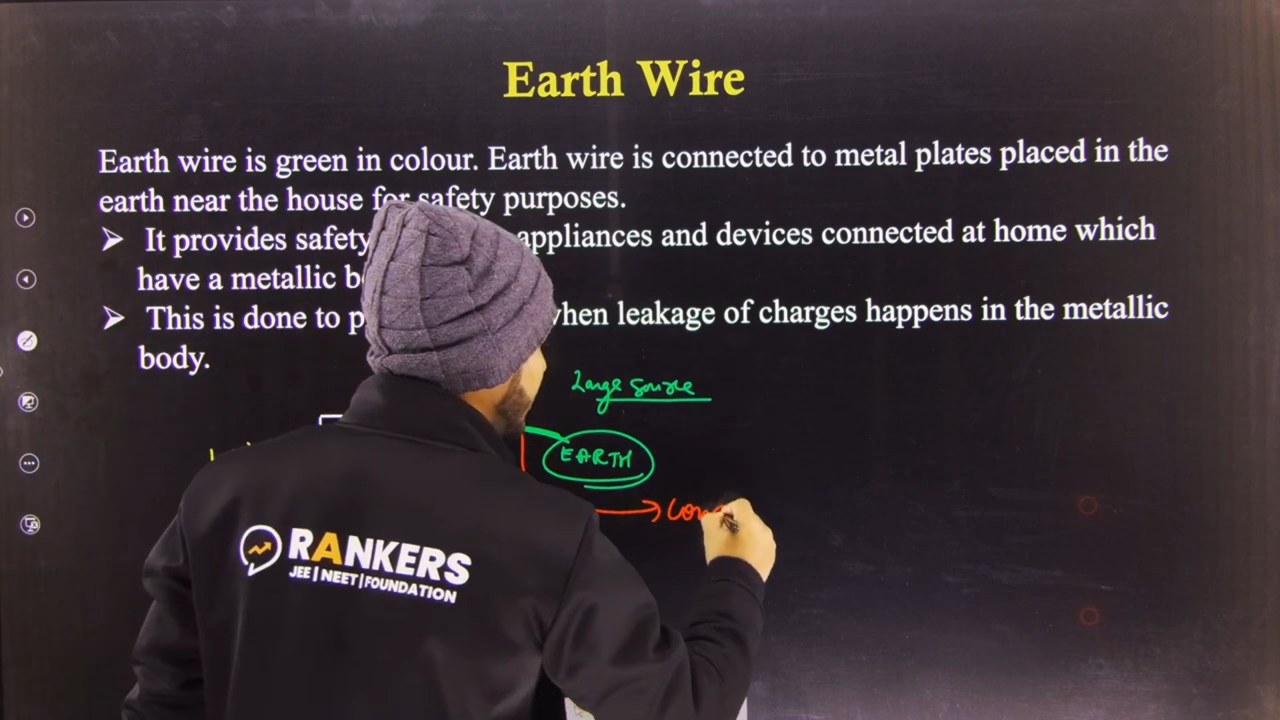 Earth Wire
Earth wire is green in colour. Earth wire is connected to metal plates placed in the
earth near the house for safety purposes.
➤ It provides safety appliances and devices connected at home which
have a metallic
➤ This is done to when leakage of charges happens in the metallic
body.
Large source
EARTH
RANKERS
JEE | NEET | FOUNDATION